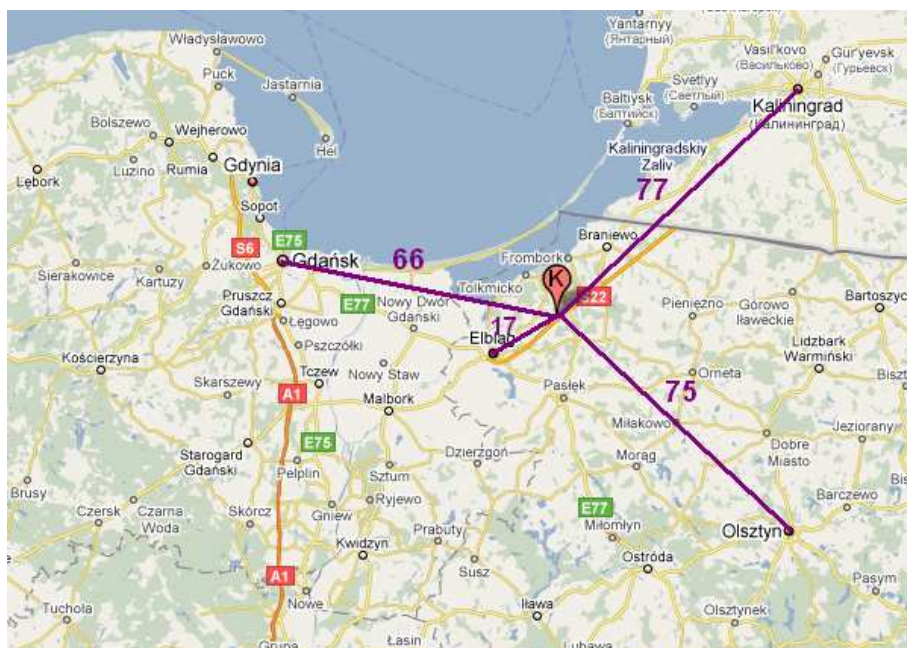 Yantarnyy
(Янтарный)
Vasil'kovo
(Васильково)
Gur'yevsk
(Гурьевск)
Svetlyy
(Светлый)
Baltiysk
(Балтийск)
Kaliningrad
(Калининград)
Kaliningradskiy
Zaliv
Władysławowo
Puck
Jastarnia
Hel
Bolszewo
Wejherowo
Luzino
Rumia
Gdynia
Lębork
Sopot
S6
E75
Gdańsk
66
77
Braniewo
Frombork
Sierakowice
Kartuzy
Żukowo
Tolkmicko
K
S22
Pruszcz
Gdański
E77
Nowy Dwór
Gdański
17
Pieniężno
Górowo
Iławeckie
Bartoszyc
Łęgowo
Elbląg
Pszczółki
Kościerzyna
Lidzbark
Warmiński
Skarszewy
Tczew
Nowy Staw
Pasłęk
75
Orneta
Biszt
A1
Malbork
Miłakowo
Starogard
Gdański
E75
Dzierzgoń
Dobre
Miasto
Jeziorany
Pelplin
Sztum
Morąg
Brusy
Czersk
Czarna
Woda
Skórcz
Gniew
Ryjewo
E77
Barczewo
Bis
Miłomłyn
Olsztyn
Kwidzyn
Prabuty
Ostróda
A1
Susz
Nowe
Pasym
Tuchola
Iława
Olsztynek
Łasin
Lubawa